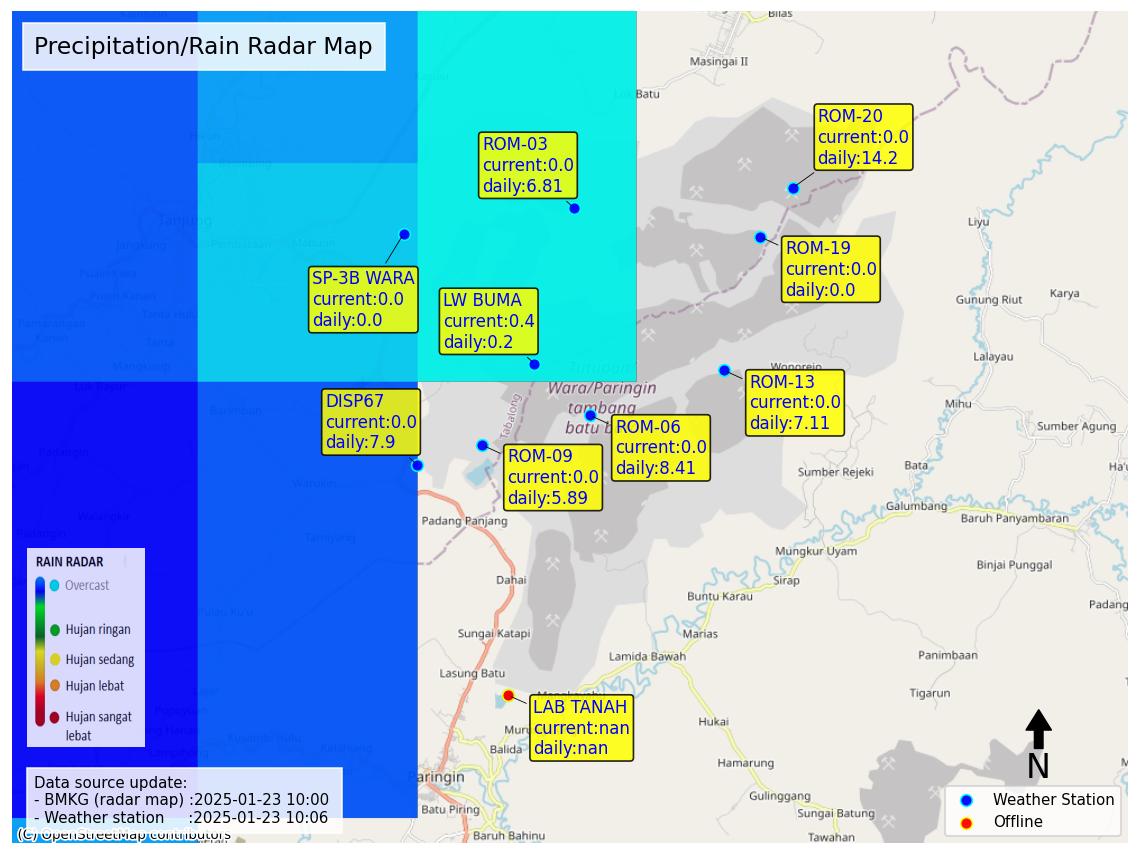 Precipitation/Rain Radar Map
Bilas
Masingai II
Batu
ROM-20
current:0.0
daily:14.2
ROM-03
current:0.0
daily:6.81
Tanjung
Liyu
ROM-19
current:0.0
daily:0.0
SP-3B WARA
current:0.0
daily:0.0
LW BUMA
current:0.4
daily:0.2
Gunung Riut
Karya
Lalayau
Wonorejo
Tutupan
Wara/Paringin
tambang
batu b
ROM-13
current:0.0
daily:7.11
Mihu
DISP67
current:0.0
daily:7.9
Tabalong
ROM-06
current:0.0
daily:8.41
Sumber Agung
ROM-09
current:0.0
daily:5.89
Sumber Rejeki
Bata
Ha'u
Galumbang
Baruh Panyambaran
Padang Panjang
Mungkur Uyam
Binjai Punggal
RAIN RADAR
Overcast
Hujan ringan
Hujan sedang
Hujan lebat
Hujan sangat
lebat
Dahai
Sirap
Buntu Karau
Padang
Sungai Katapi
Marias
Lamida Bawah
Panimbaan
Lasung Batu
Tigarun
LAB TANAH
current:nan
daily:nan
Muru
Balida
Hukai
Hamarung
N
Paringin
Batu Piring
Gulinggang
Sungai Batung
Baruh Bahinu
Tawahan
Data source update:
- BMKG (radar map) :2025-01-23 10:00
- Weather station :2025-01-23 10:06
(C) OpenStreetMap contributors
Weather Station
Offline